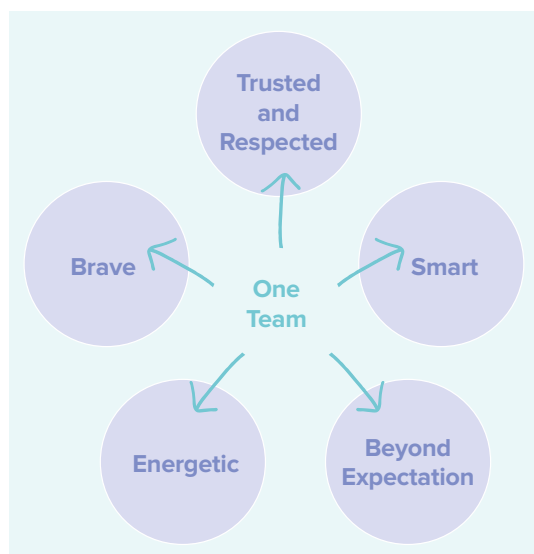 Trusted
and
Respected
Brave
Smart
One
Team
Energetic
Beyond
Expectation